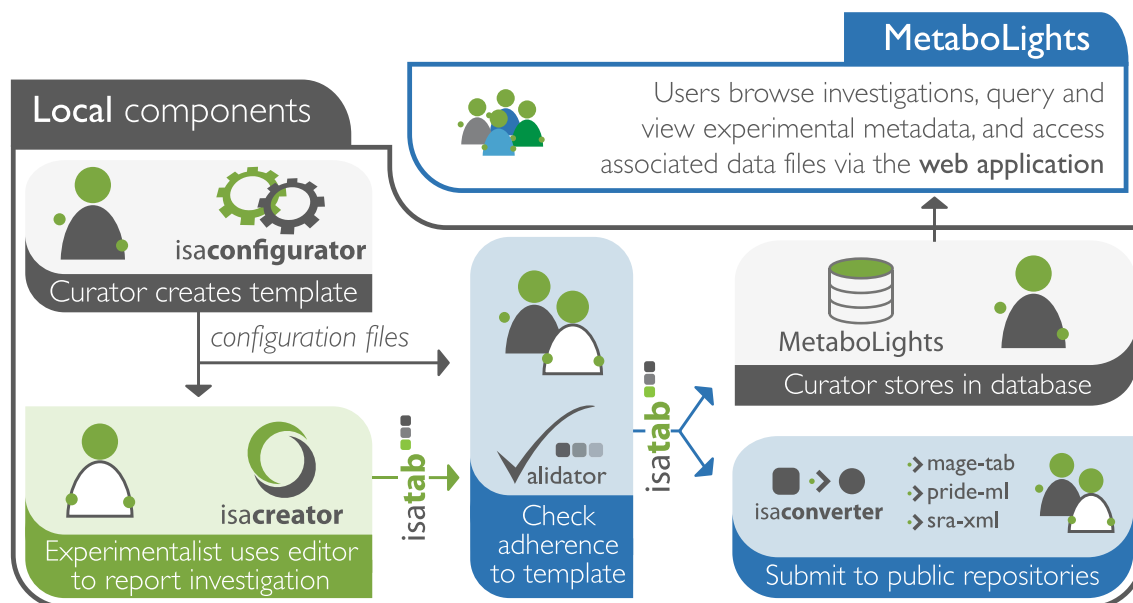 MetaboLights
Users browse investigations, query and
view experimental metadata, and access
associated data files via the web application
Local components
isaconfigurator
Curator creates template
configuration files
isacreator
Experimentalist uses editor
to report investigation
isatab
alidator
Check
adherence
to template
isatab
MetaboLights
Curator stores in database
isaconverter
mage-tab
pride-ml
sra-xml
Submit to public repositories